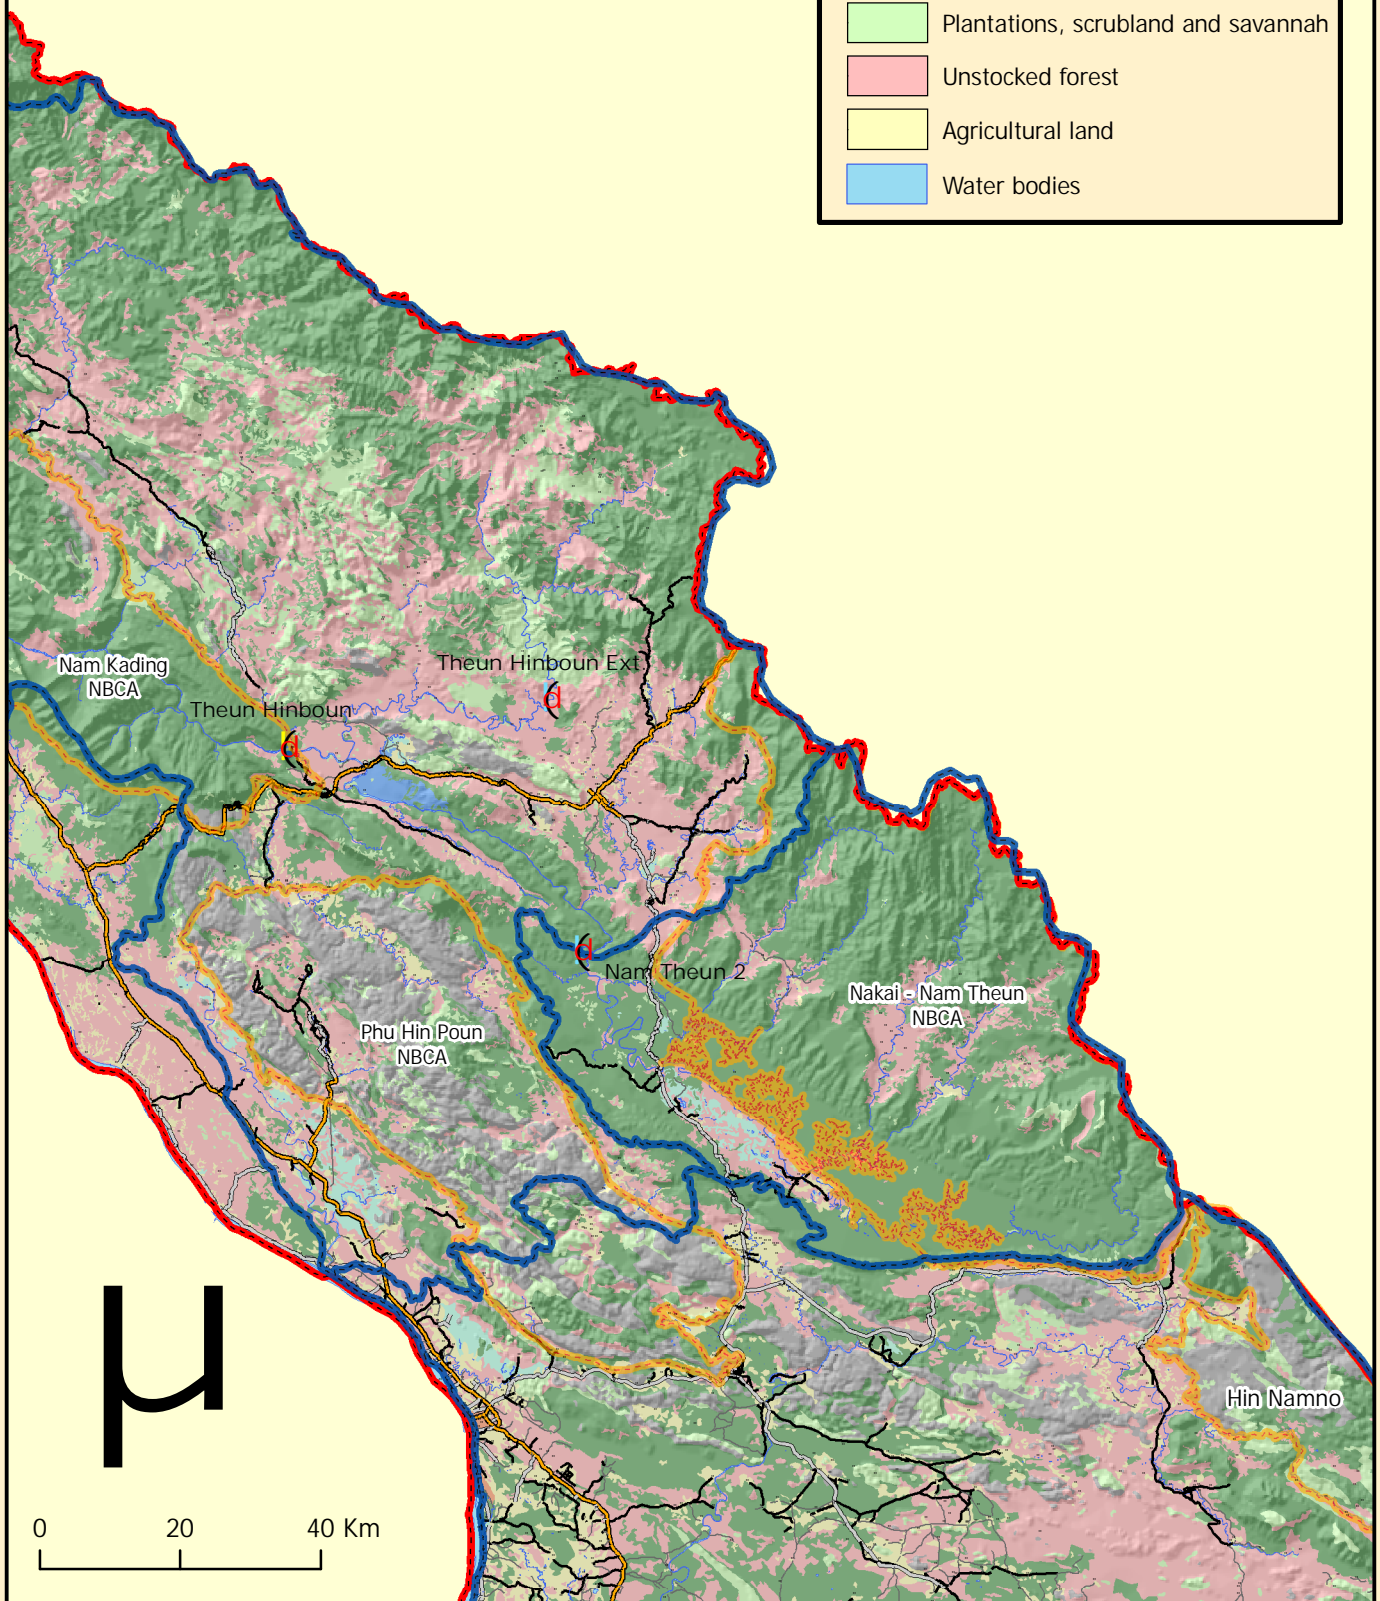 Plantations, scrubland and savannah
Unstocked forest
Agricultural land
Water bodies
Nam Kading
NBCA
Theun Hinboun Ext
d
Theun Hinboun
d
d
Nam Theun 2
Nakai - Nam Theun
NBCA
Phu Hin Poun
NBCA
Hin Namno
µ
0 20 40 Km